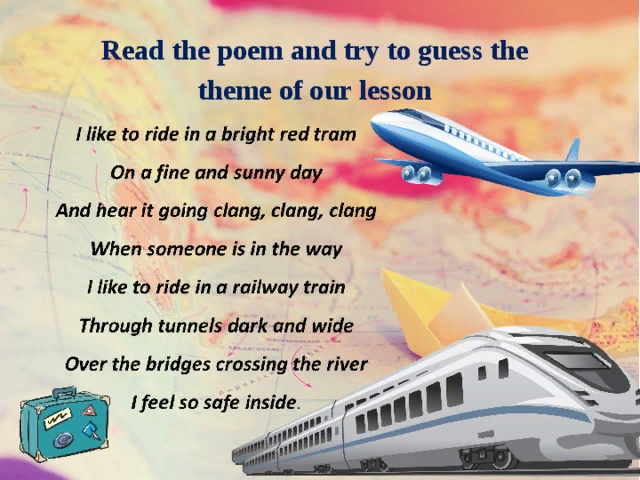 Read the poem and try to guess the
theme of our lesson
I like to ride in a bright red tram
On a fine and sunny day
And hear it going clang, clang, clang
When someone is in the way
I like to ride in a railway train
Through tunnels dark and wide
Over the bridges crossing the river
I feel so safe inside.